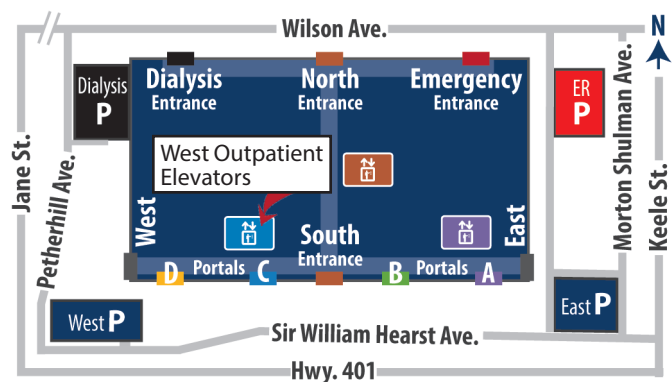 Wilson Ave.
N
Dialysis
P
Dialysis
Entrance
North
Entrance
Emergency
Entrance
ER
P
Jane St.
Petherhill Ave.
Morton Shulman Ave.
Keele St.
West Outpatient
Elevators
West
East
South
Entrance
D
Portals
C
B
Portals
A
West P
East P
Sir William Hearst Ave.
Hwy. 401